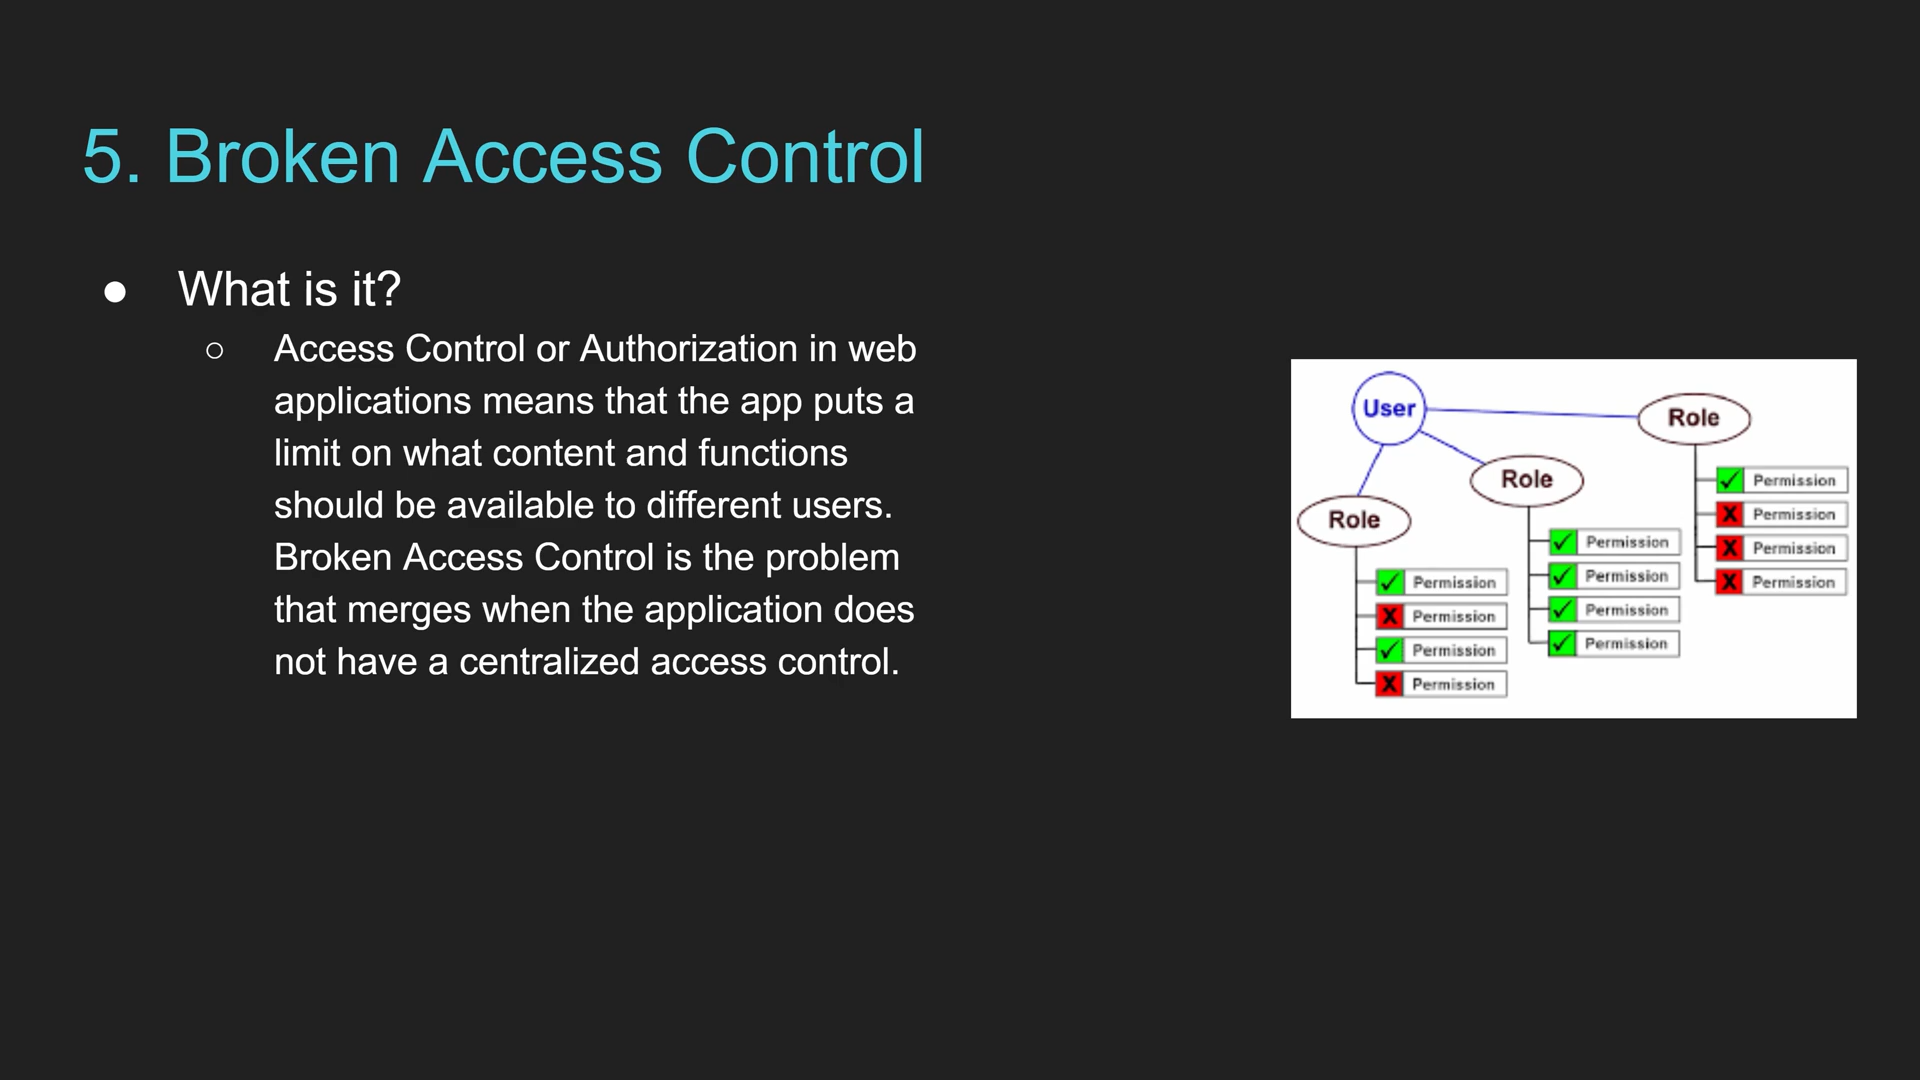 5. Broken Access Control
● What is it?
○ Access Control or Authorization in web
applications means that the app puts a
limit on what content and functions
should be available to different users.
Broken Access Control is the problem
that merges when the application does
not have a centralized access control.
User
Role
Permission
Permission
Permission
Permission
Role
Permission
Permission
Permission
Permission
Role
Permission
Permission
Permission
Permission